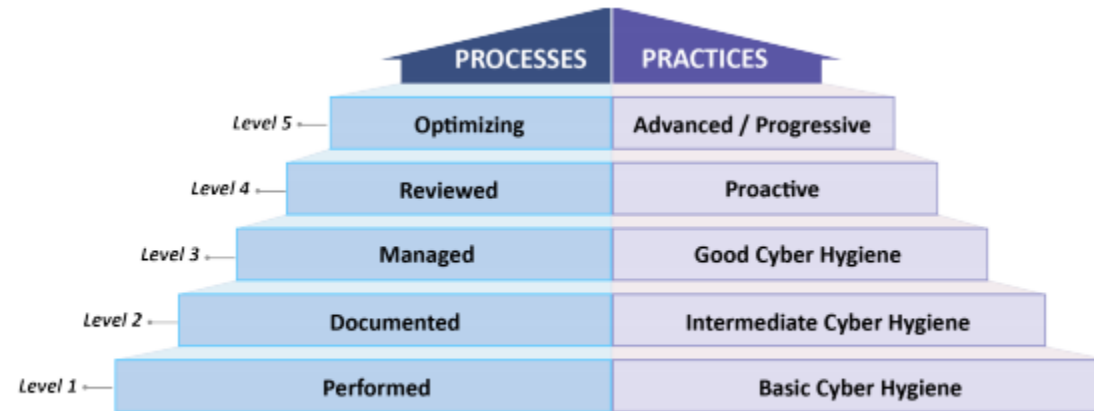 PROCESSES PRACTICES
Level 5 Optimizing Advanced / Progressive
Level 4 Reviewed Proactive
Level 3 Managed Good Cyber Hygiene
Level 2 Documented Intermediate Cyber Hygiene
Level 1 Performed Basic Cyber Hygiene